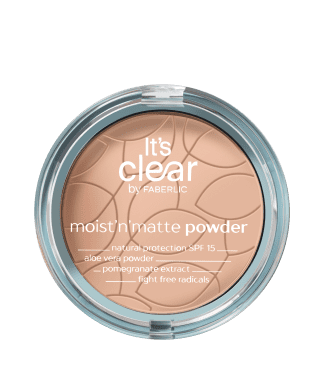 It's
clear
by FABERLIC
moist'n'matte powder
natural protection SPF 15
aloe vera powder
pomegranate extract
fight free radicals